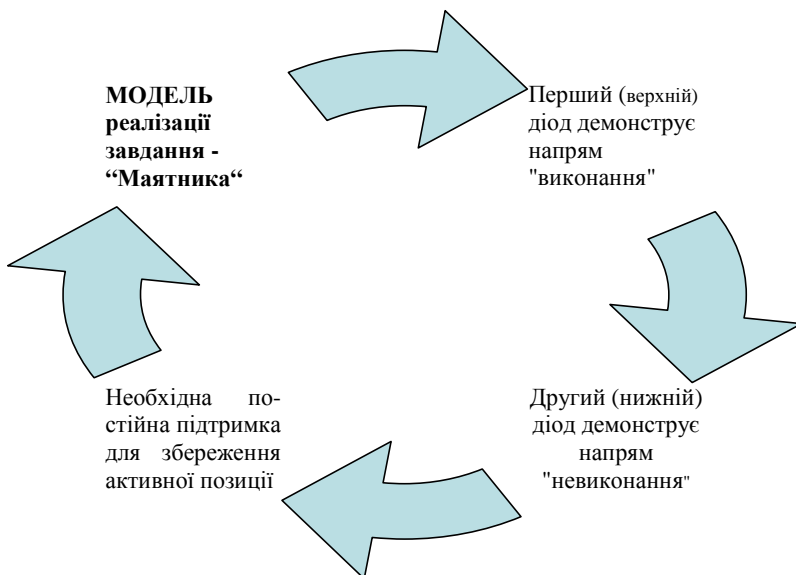 МОДЕЛЬ
реалізації
завдання -
“Маятника“
Перший (верхній)
діод демонструє
напрям
"виконання"
Другий (нижній)
діод демонструє
напрям
"невиконання"
Необхідна по-
стійна підтримка
для збереження
активної позиції